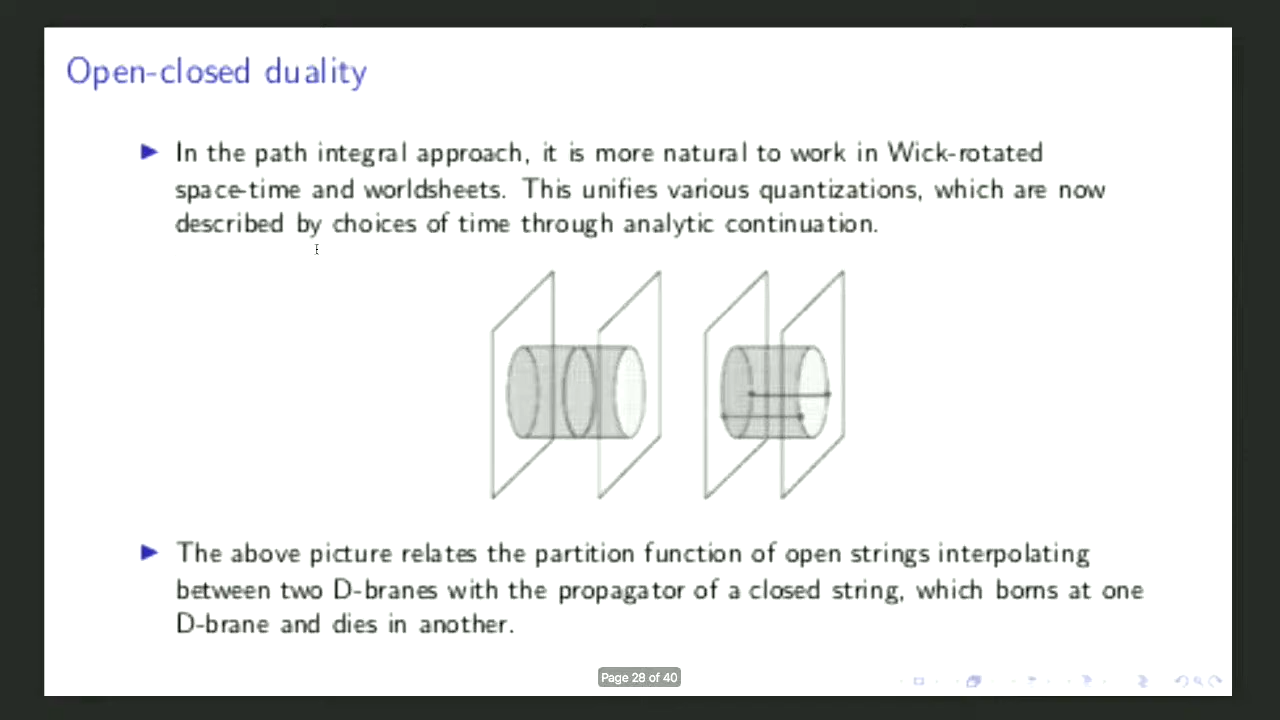 Open-closed duality
In the path integral approach, it is more natural to work in Wick-rotated
space-time and worldsheets. This unifies various quantizations, which are now
described by choices of time through analytic continuation.
The above picture relates the partition function of open strings interpolating
between two D-branes with the propagator of a closed string, which borns at one
D-brane and dies in another.
Page 28 of 40